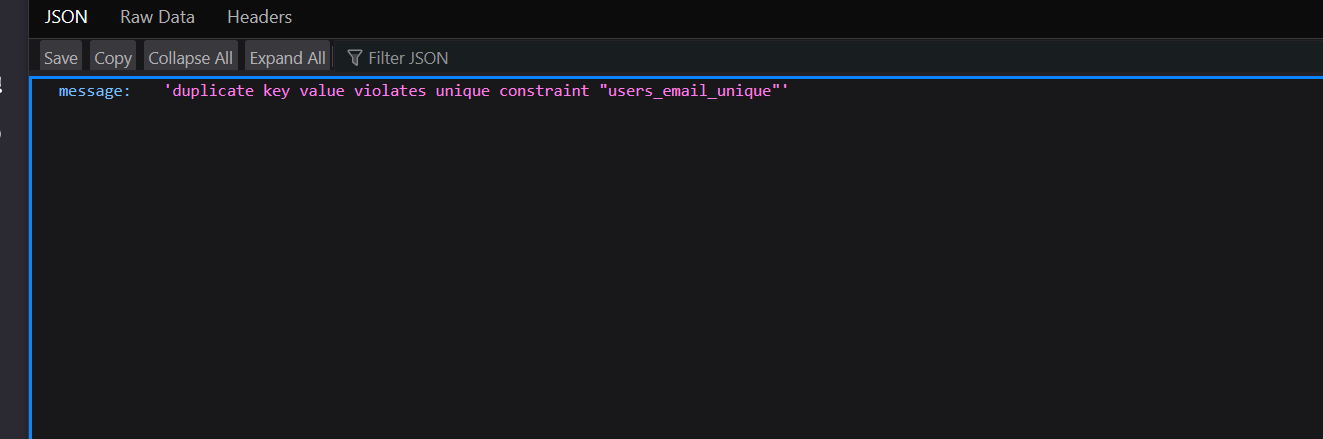 JSON Raw Data Headers
Save Copy Collapse All Expand All Filter JSON
message: 'duplicate key value violates unique constraint "users_email_unique"'